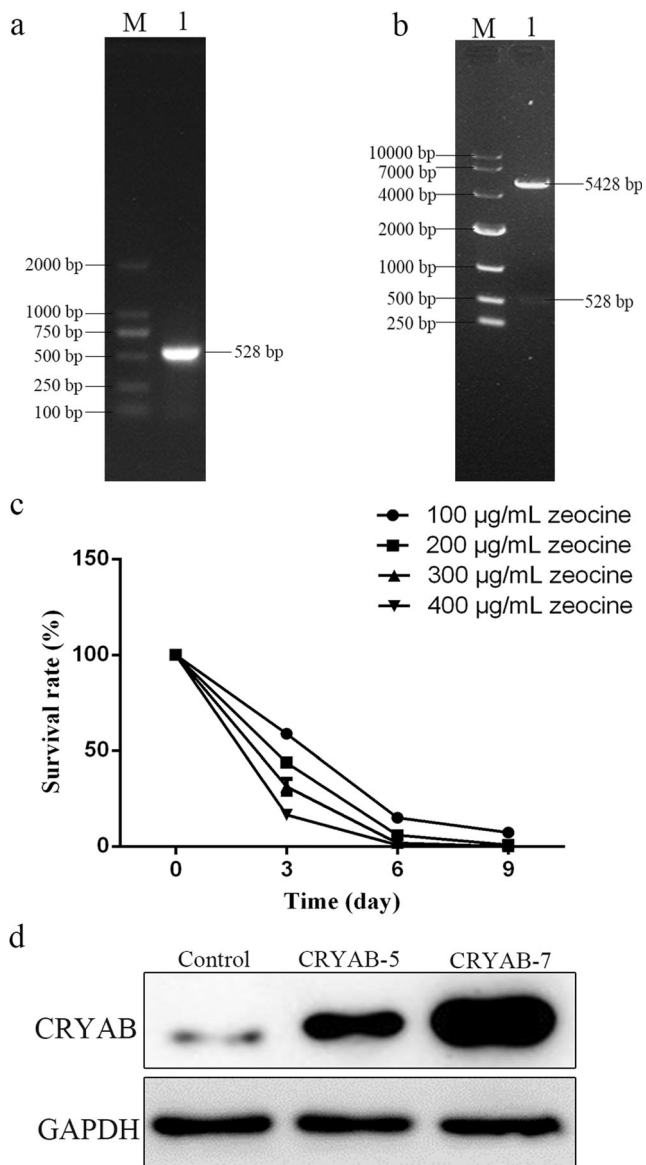 a
M 1
2000 bp
1000 bp
750 bp
500 bp
250 bp
100 bp
528 bp
b
M 1
10000 bp
7000 bp
4000 bp
2000 bp
1000 bp
500 bp
250 bp
5428 bp
528 bp
c
100 µg/mL zeocine
200 µg/mL zeocine
300 µg/mL zeocine
400 µg/mL zeocine
Survival rate (%)
150
100
50
0
0 3 6 9
Time (day)
d
Control CRYAB-5 CRYAB-7
CRYAB
GAPDH